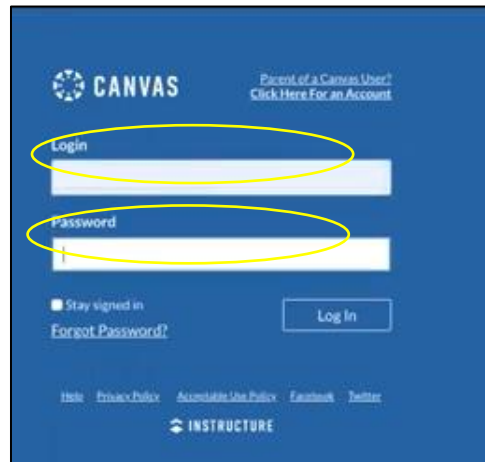 CANVAS
Parent of a Canvas User?
Click Here For an Account
Login
Password
Stay signed in
Log In
Forgot Password?
Help Privacy Policy Acceptable Use Policy Facebook Twitter
INSTRUCTURE